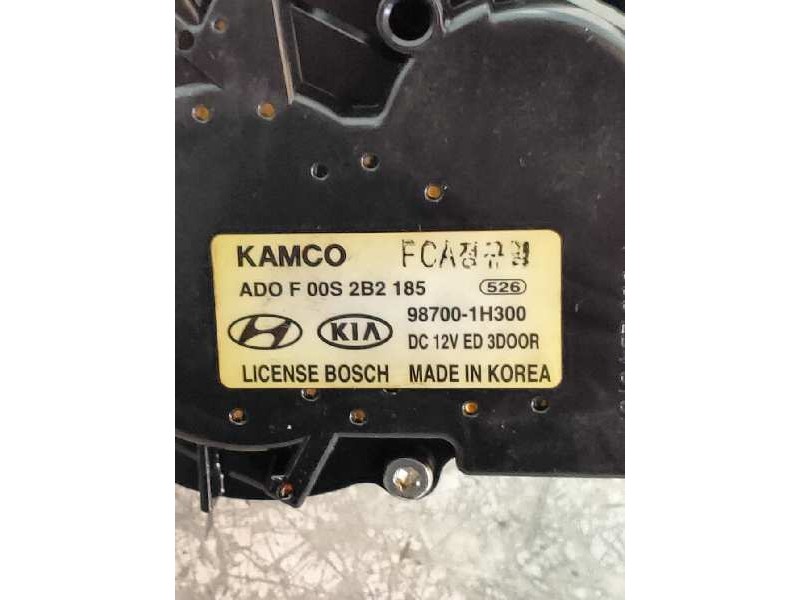 KAMCO FCA정규원
ADO F 00S 2B2 185 526
KIA 98700-1H300
DC 12V ED 3DOOR
LICENSE BOSCH MADE IN KOREA